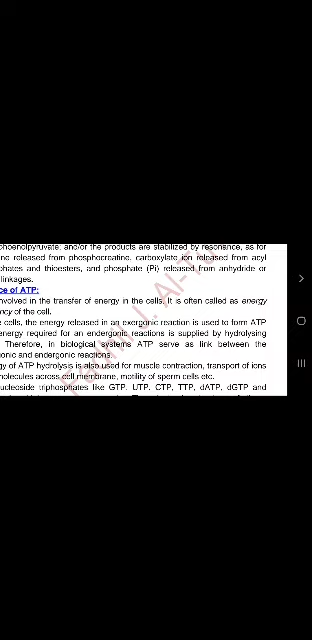 phoenolpyruvate; and/or the products are stabilized by resonance, as for
ne released from phosphocreatine, carboxylate ion released from acyl
phates and thioesters, and phosphate (Pi) released from anhydride or
linkages.
ce of ATP:
nvolved in the transfer of energy in the cells. It is often called as energy
ncy of the cell.
e cells, the energy released in an exergonic reaction is used to form ATP
energy required for an endergonic reactions is supplied by hydrolysing
Therefore, in biological systems ATP serve as link between the
onic and endergonic reactions.
gy of ATP hydrolysis is also used for muscle contraction, transport of ions
molecules across cell membrane, motility of sperm cells etc.
ucleoside triphosphates like GTP, UTP, CTP, TTP, dATP, dGTP and